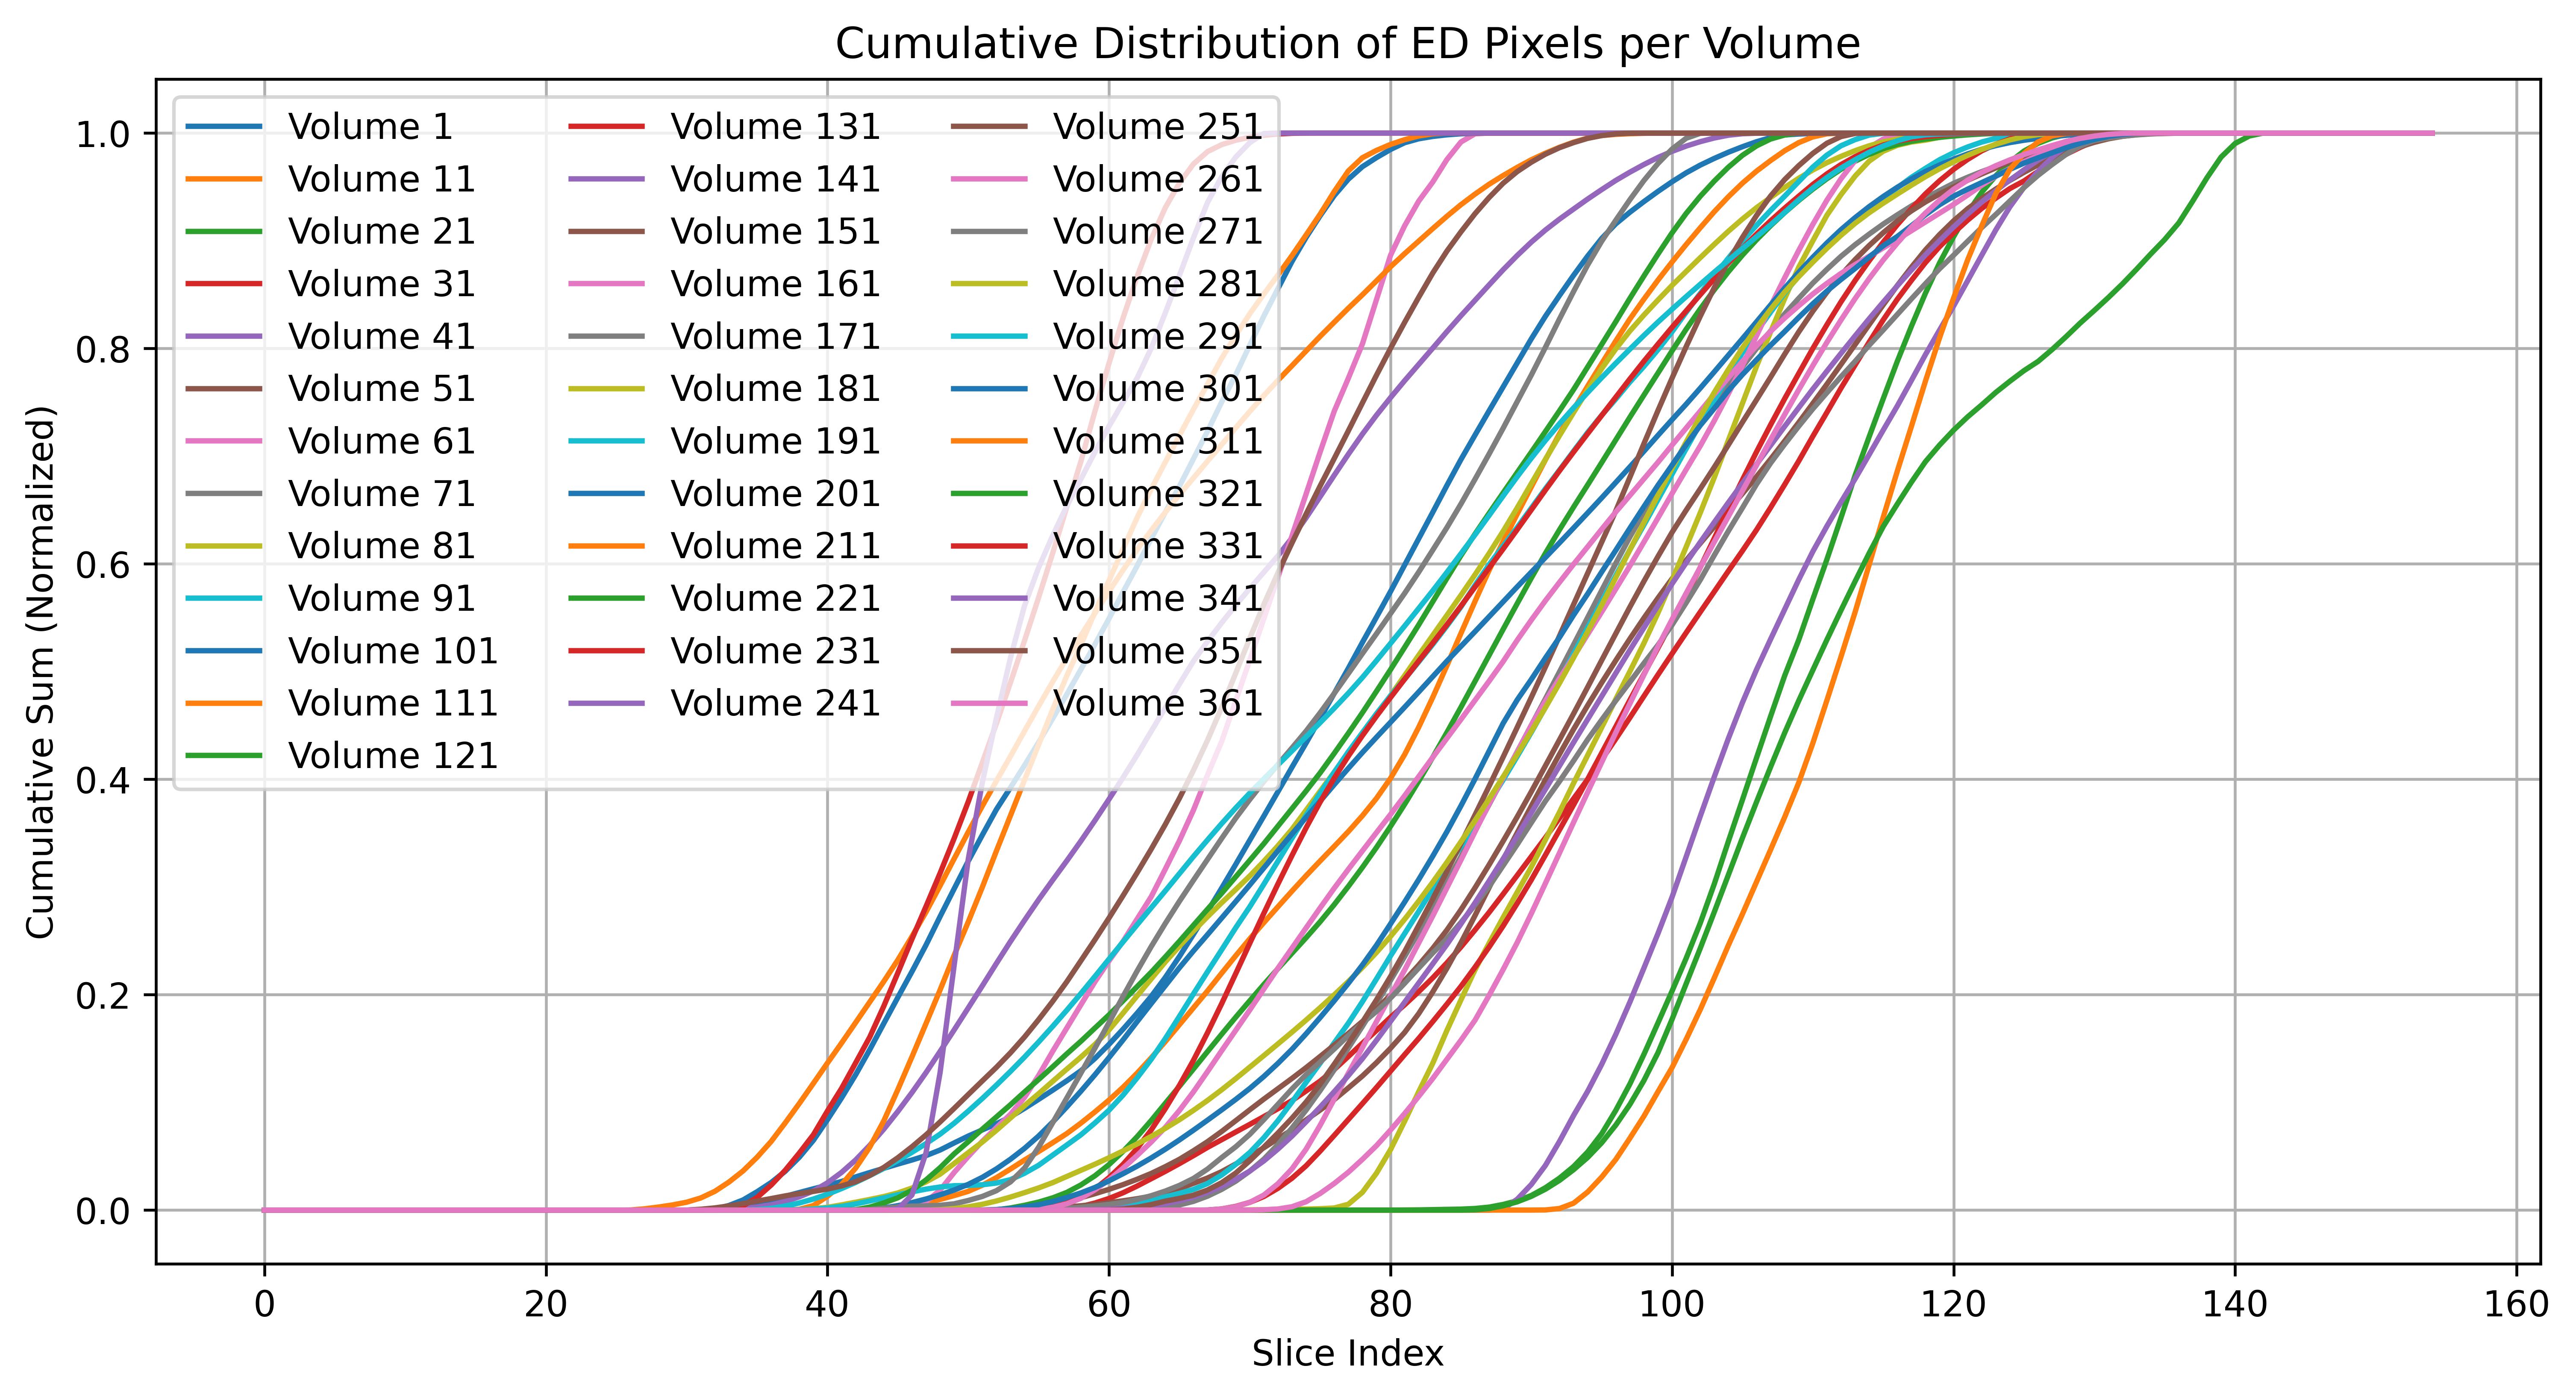 Cumulative Distribution of ED Pixels per Volume
Cumulative Sum (Normalized)
1.0
0.8
0.6
0.4
0.2
0.0
Volume 1
Volume 11
Volume 21
Volume 31
Volume 41
Volume 51
Volume 61
Volume 71
Volume 81
Volume 91
Volume 101
Volume 111
Volume 121
Volume 131
Volume 141
Volume 151
Volume 161
Volume 171
Volume 181
Volume 191
Volume 201
Volume 211
Volume 221
Volume 231
Volume 241
Volume 251
Volume 261
Volume 271
Volume 281
Volume 291
Volume 301
Volume 311
Volume 321
Volume 331
Volume 341
Volume 351
Volume 361
0 20 40 60 80 100 120 140 160
Slice Index